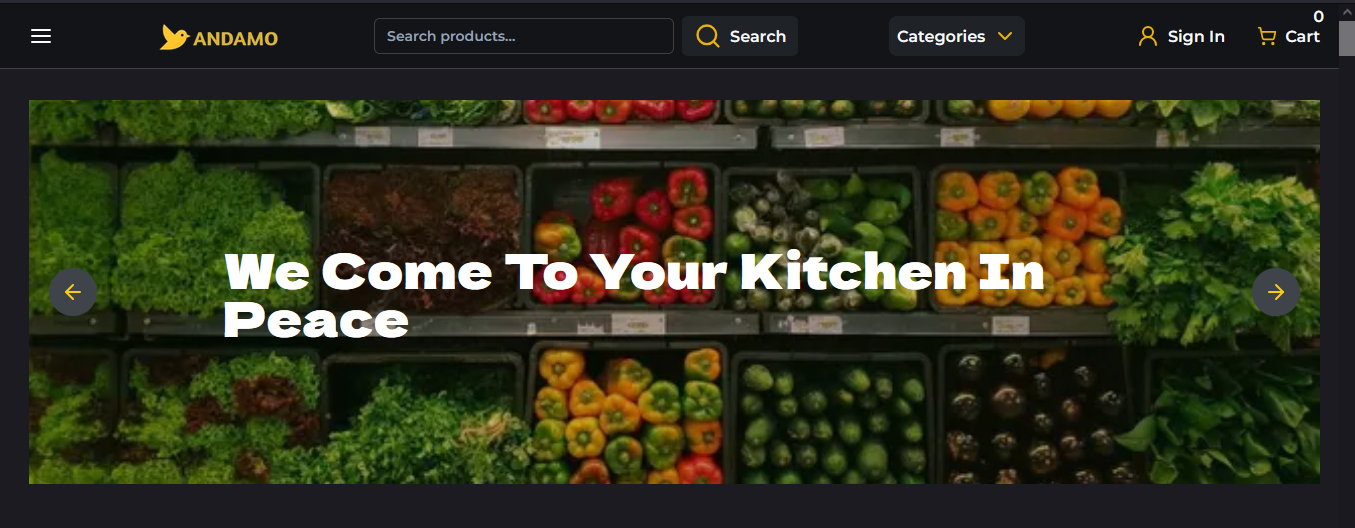 ANDAMO
Search products...
Search
Categories
Sign In
0
Cart
We Come To Your Kitchen In
Peace